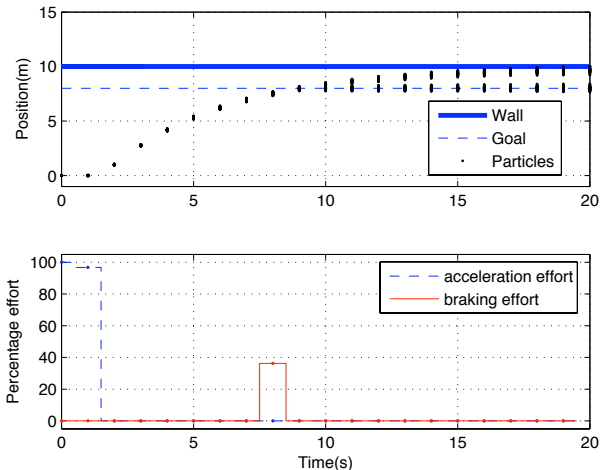 Position(m)
15
10
5
0
0 5 10 15 20
Wall
Goal
Particles
Percentage effort
100
80
60
40
20
0
0 5 10 15 20
Time(s)
acceleration effort
braking effort